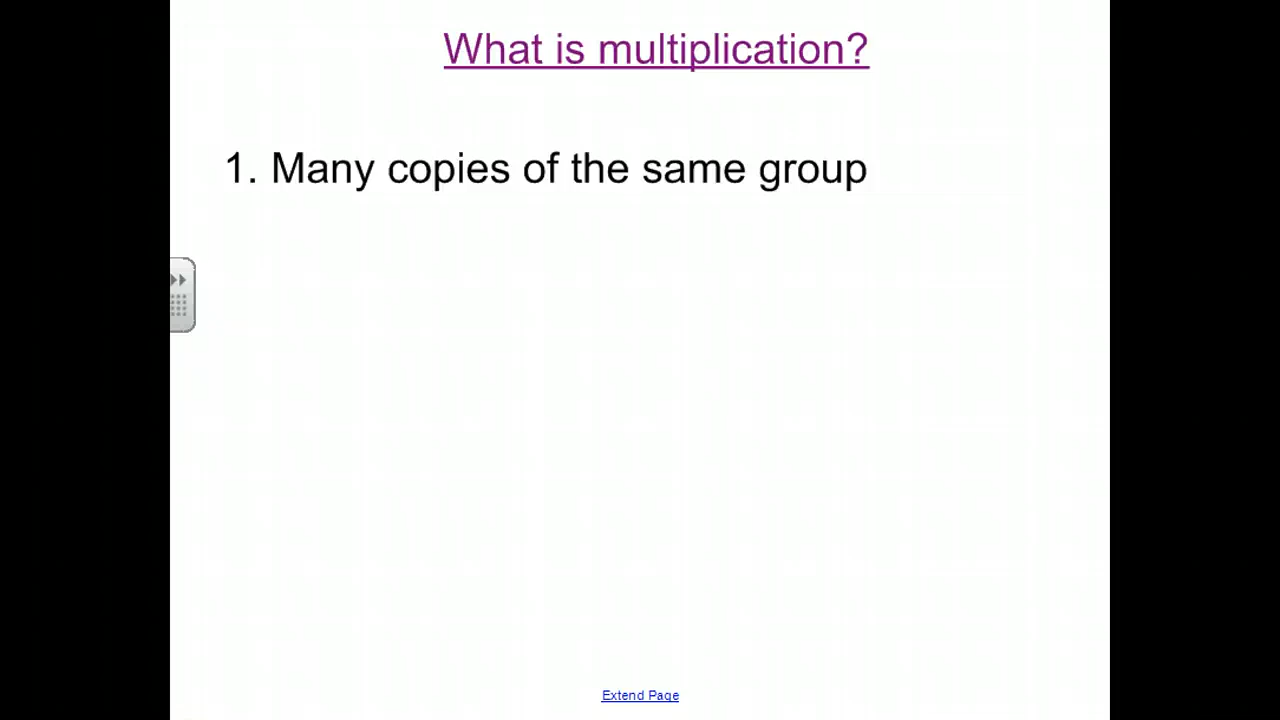 What is multiplication?
1. Many copies of the same group
Extend Page